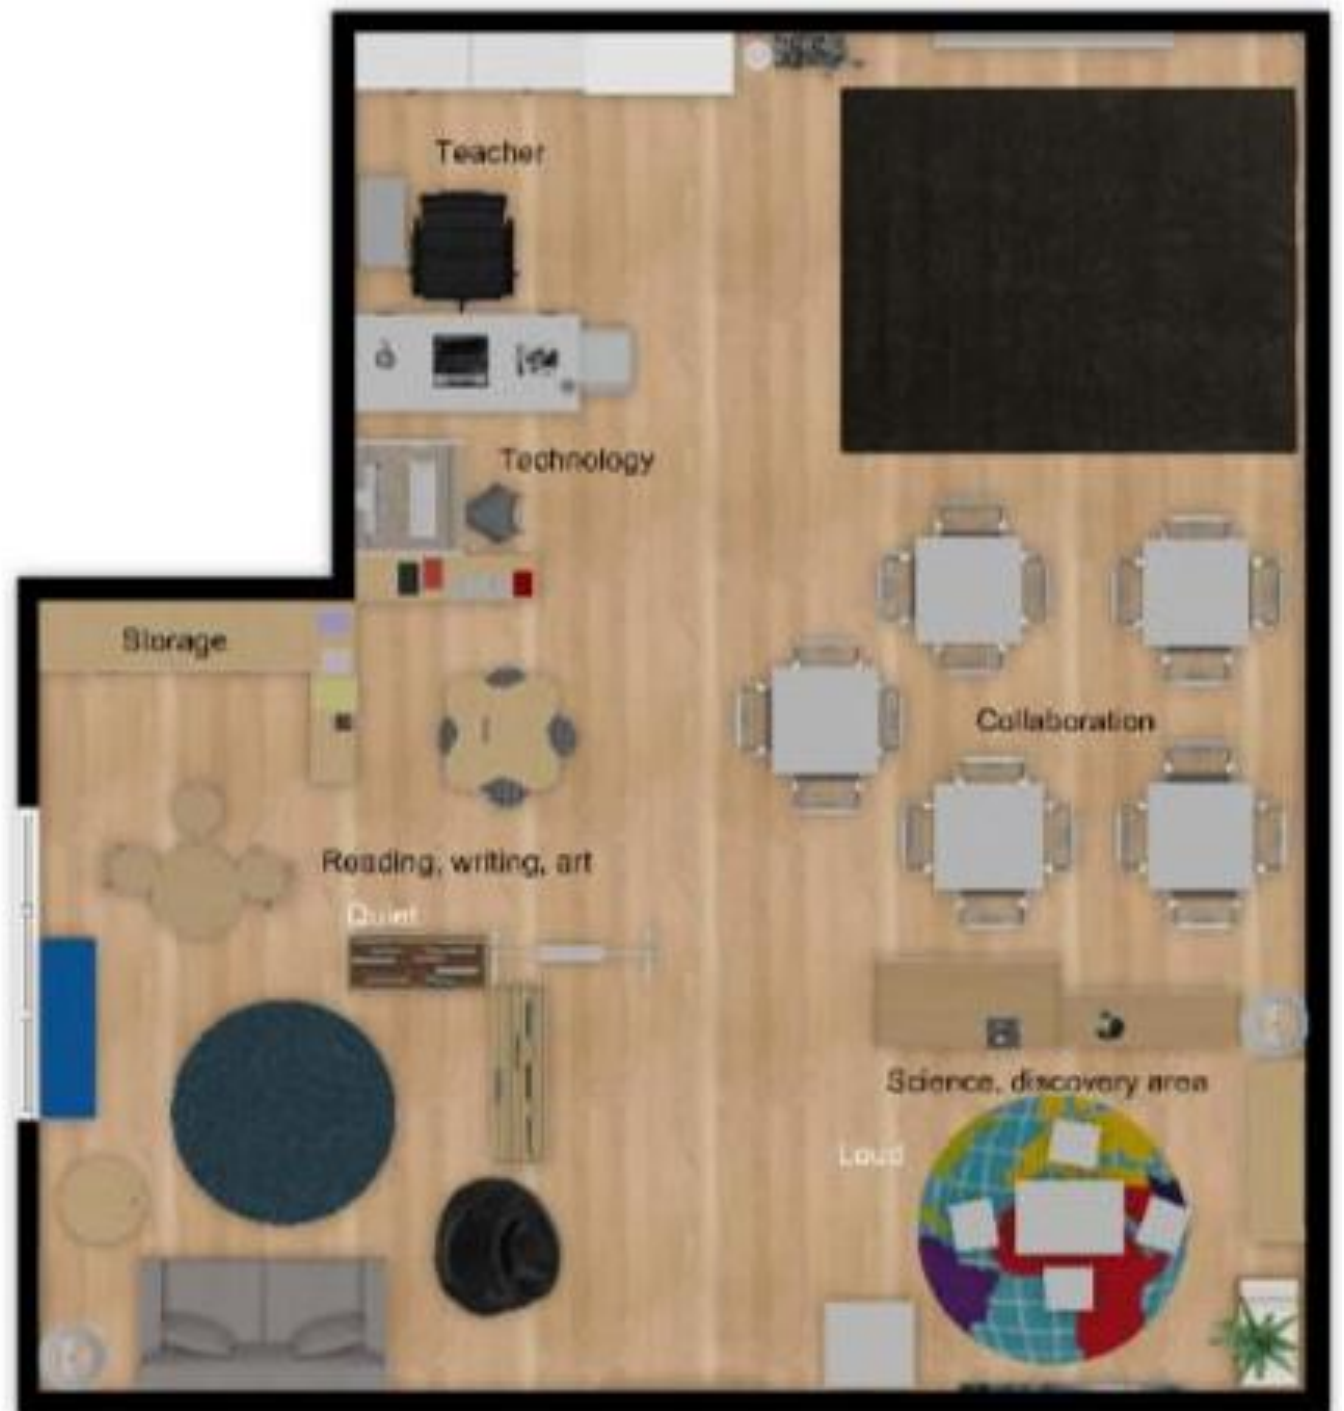 Teacher
Technology
Storage
Collaboration
Reading, writing, art
Quiet
Science, discovery area
Loud